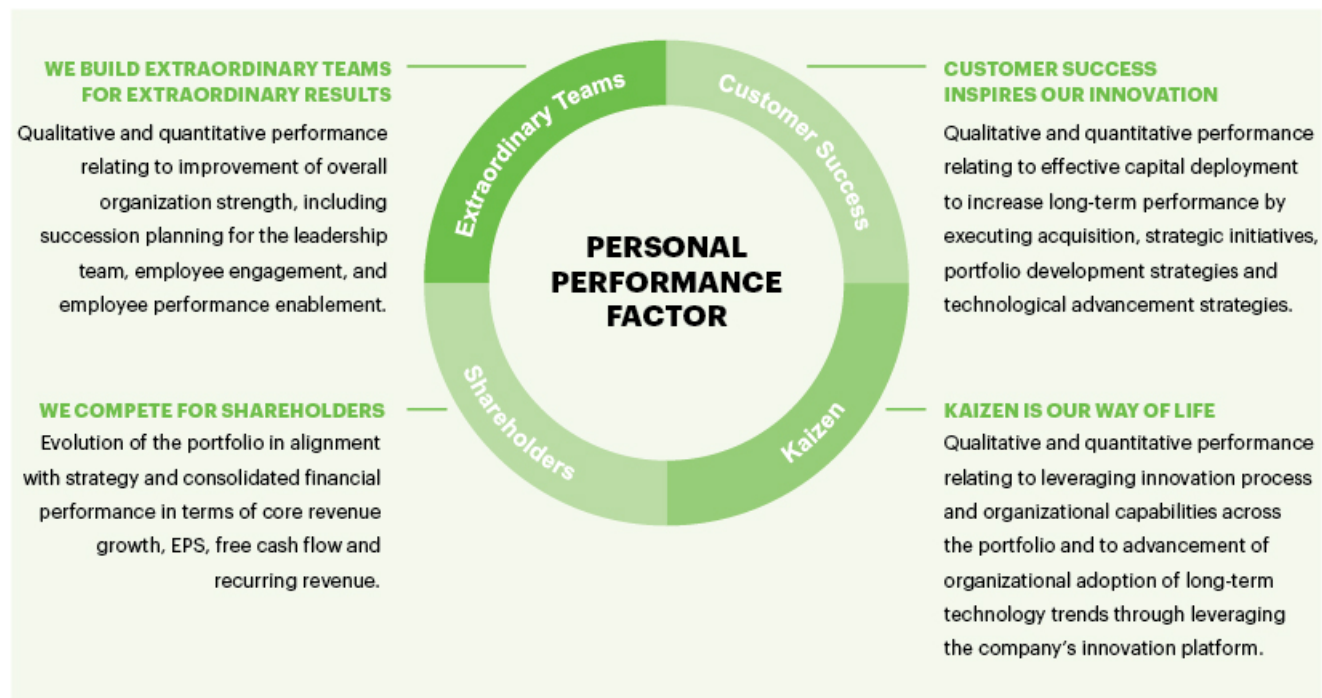 WE BUILD EXTRAORDINARY TEAMS
FOR EXTRAORDINARY RESULTS
Qualitative and quantitative performance
relating to improvement of overall
organization strength, including
succession planning for the leadership
team, employee engagement, and
employee performance enablement.
Extraordinary Teams
Customer Success
CUSTOMER SUCCESS
INSPIRES OUR INNOVATION
Qualitative and quantitative performance
relating to effective capital deployment
to increase long-term performance by
executing acquisition, strategic initiatives,
portfolio development strategies and
technological advancement strategies.
PERSONAL
PERFORMANCE
FACTOR
WE COMPETE FOR SHAREHOLDERS
Evolution of the portfolio in alignment
with strategy and consolidated financial
performance in terms of core revenue
growth, EPS, free cash flow and
recurring revenue.
Shareholders
Kaizen
KAIZEN IS OUR WAY OF LIFE
Qualitative and quantitative performance
relating to leveraging innovation process
and organizational capabilities across
the portfolio and to advancement of
organizational adoption of long-term
technology trends through leveraging
the company's innovation platform.